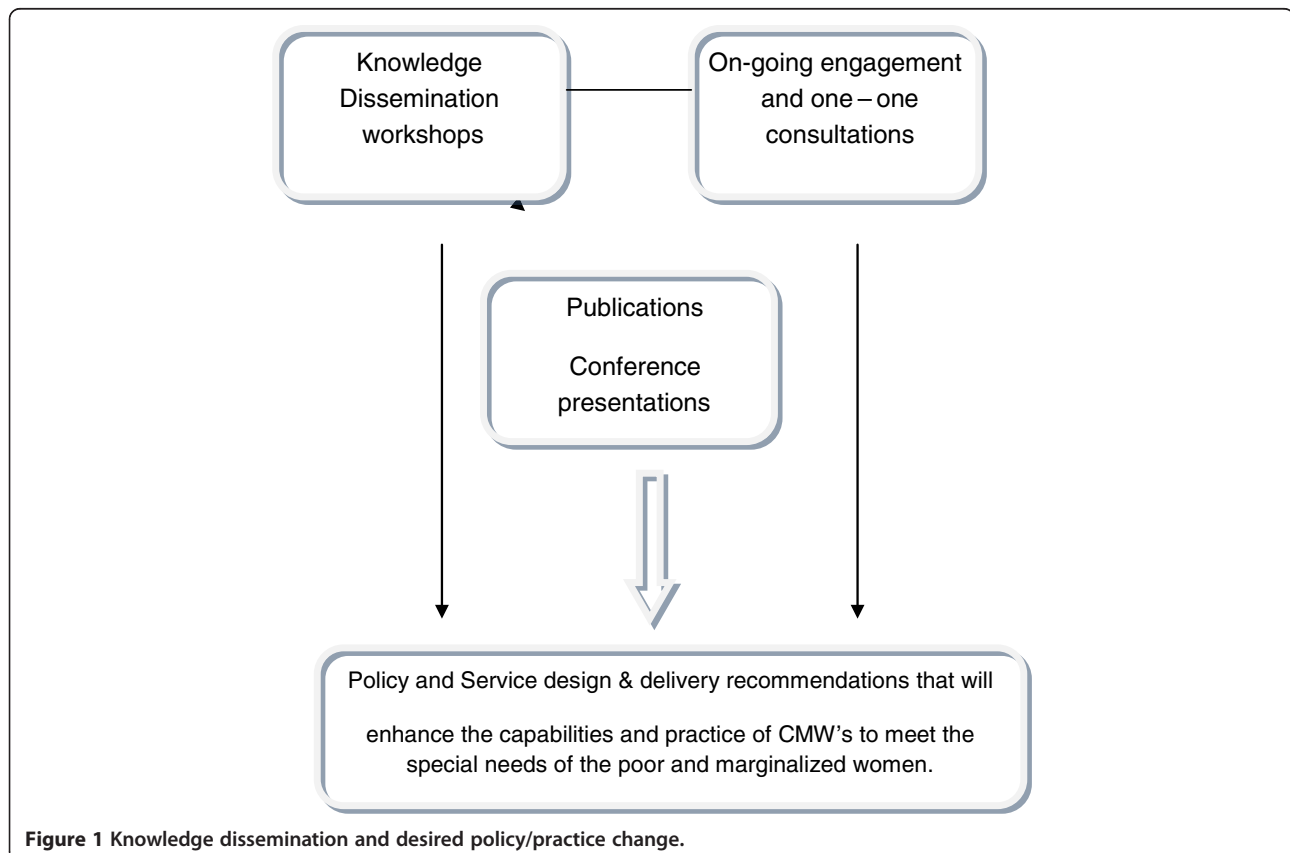 Knowledge
Dissemination
workshops
On-going engagement
and one – one
consultations
Publications
Conference
presentations
Policy and Service design & delivery recommendations that will
enhance the capabilities and practice of CMW's to meet the
special needs of the poor and marginalized women.
Figure 1 Knowledge dissemination and desired policy/practice change.